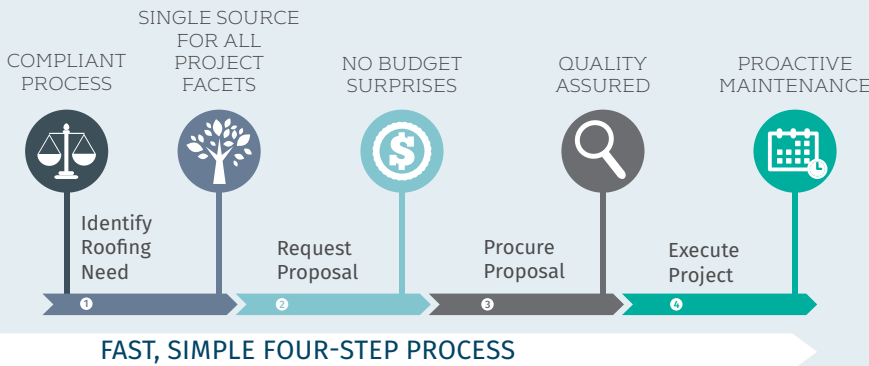 COMPLIANT
PROCESS
SINGLE SOURCE
FOR ALL
PROJECT
FACETS
NO BUDGET
SURPRISES
QUALITY
ASSURED
PROACTIVE
MAINTENANCE
$
Identify
Roofing
Need
Request
Proposal
Procure
Proposal
Execute
Project
1
2
3
4
FAST, SIMPLE FOUR-STEP PROCESS